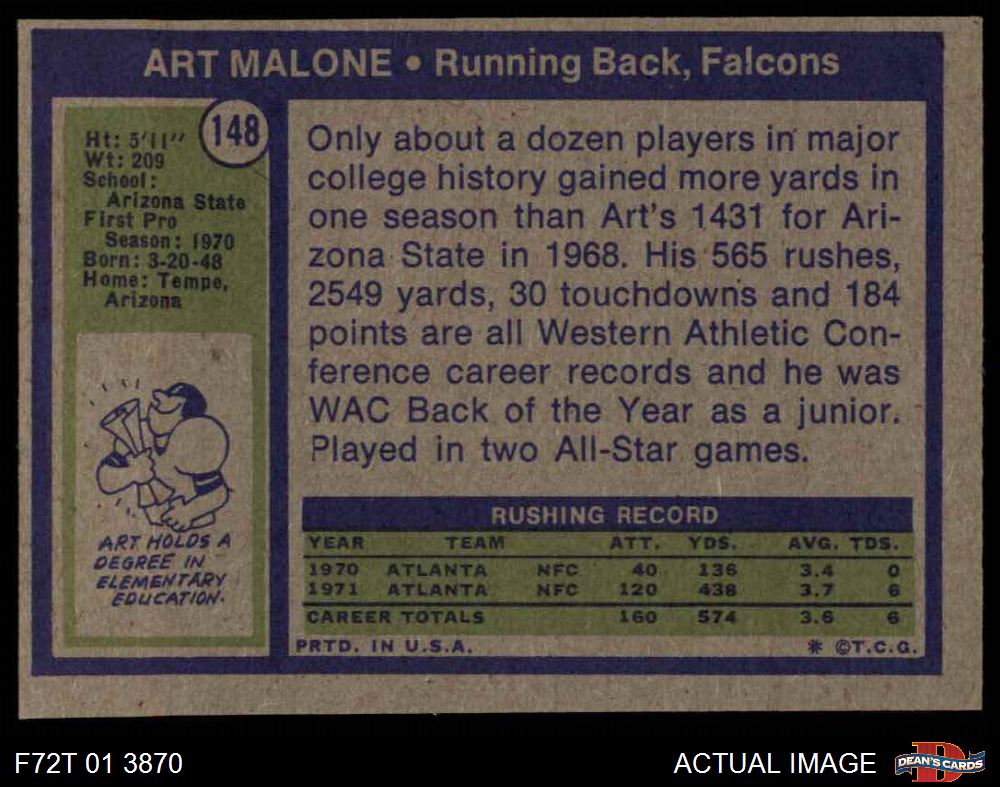 ART MALONE • Running Back, Falcons
148
Ht: 5'11"
Wt: 209
School:
Arizona State
First Pro
Season: 1970
Born: 3-20-48
Home: Tempe,
Arizona
ART HOLDS A
DEGREE IN
ELEMENTARY
EDUCATION.
Only about a dozen players in major
college history gained more yards in
one season than Art's 1431 for Ari-
zona State in 1968. His 565 rushes,
2549 yards, 30 touchdowns and 184
points are all Western Athletic Con-
ference career records and he was
WAC Back of the Year as a junior.
Played in two All-Star games.
RUSHING RECORD
YEAR TEAM ATT. YDS. AVG. TDS.
1970 ATLANTA NFC 40 136 3.4 0
1971 ATLANTA NFC 120 438 3.7 6
CAREER TOTALS 160 574 3.6 6
PRTD. IN U.S.A. * ©T.C.G.
F72T 01 3870 ACTUAL IMAGE DEAN'S CARDS